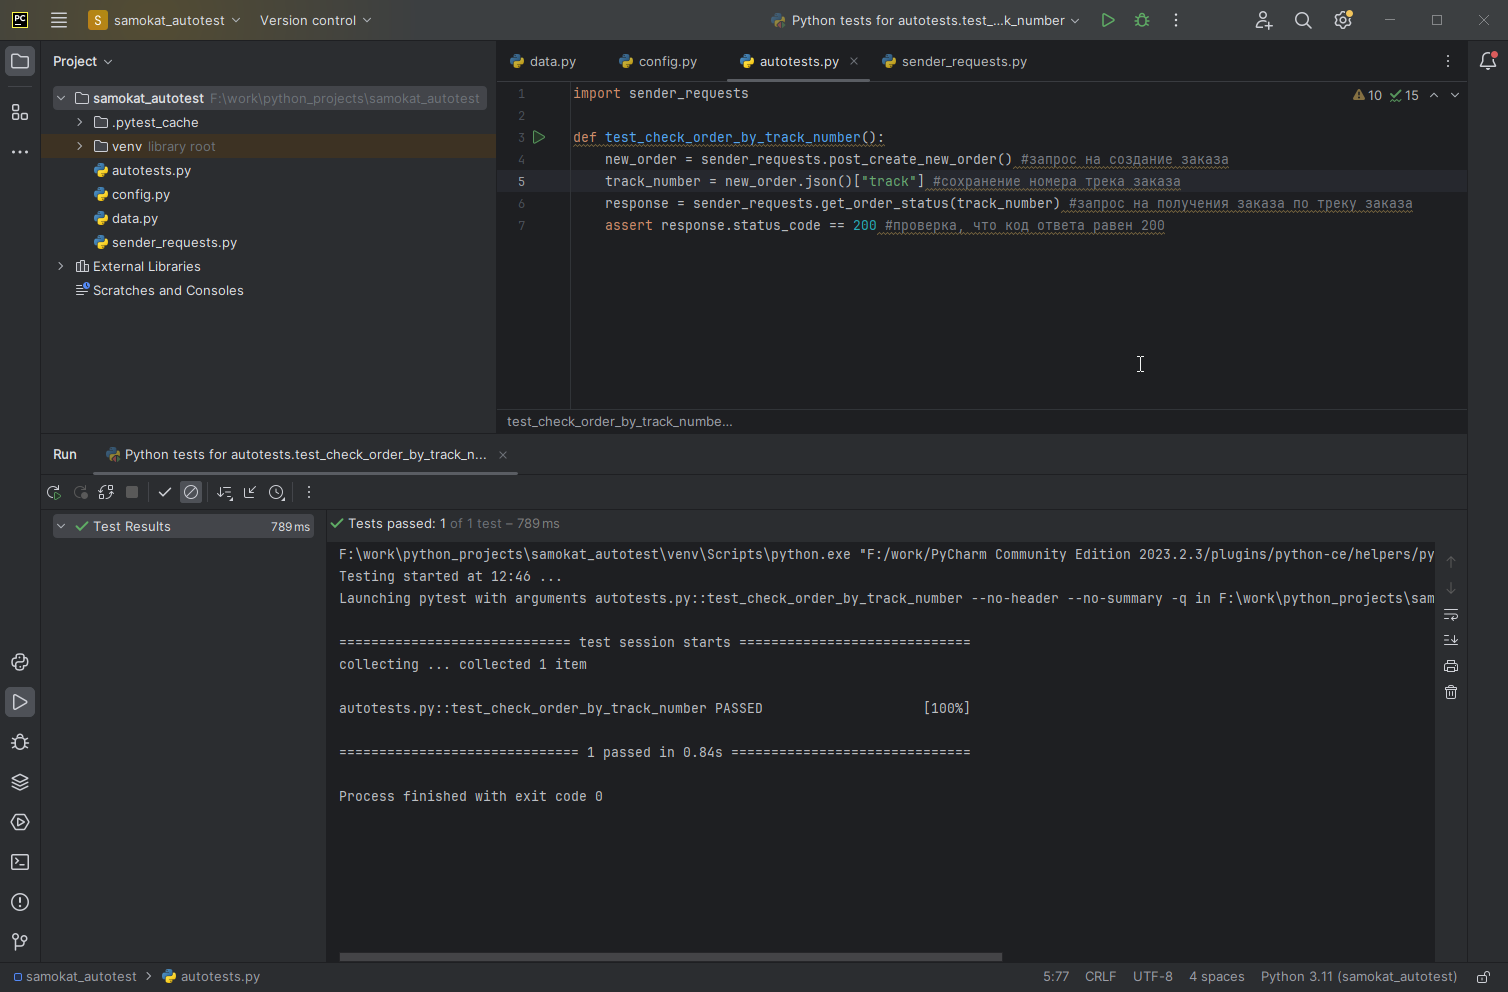 PC S samokat_autotest Version control Python tests for autotests.test_...k_number
Project
samokat_autotest F:\work\python_projects\samokat_autotest
.pytest_cache
venv library root
autotests.py
config.py
data.py
sender_requests.py
External Libraries
Scratches and Consoles
data.py config.py autotests.py sender_requests.py
10 15
1 import sender_requests
2
3 def test_check_order_by_track_number():
4 new_order = sender_requests.post_create_new_order() #запрос на создание заказа
5 track_number = new_order.json()["track"] #сохранение номера трека заказа
6 response = sender_requests.get_order_status(track_number) #запрос на получения заказа по треку заказа
7 assert response.status_code == 200 #проверка, что код ответа равен 200
test_check_order_by_track_numbe...
Run Python tests for autotests.test_check_order_by_track_n...
Test Results 789 ms
Tests passed: 1 of 1 test – 789 ms
F:\work\python_projects\samokat_autotest\venv\Scripts\python.exe "F:/work/PyCharm Community Edition 2023.2.3/plugins/python-ce/helpers/py
Testing started at 12:46 ...
Launching pytest with arguments autotests.py::test_check_order_by_track_number --no-header --no-summary -q in F:\work\python_projects\sam
============================= test session starts =============================
collecting ... collected 1 item
autotests.py::test_check_order_by_track_number PASSED [100%]
============================== 1 passed in 0.84s ==============================
Process finished with exit code 0
samokat_autotest > autotests.py 5:77 CRLF UTF-8 4 spaces Python 3.11 (samokat_autotest)